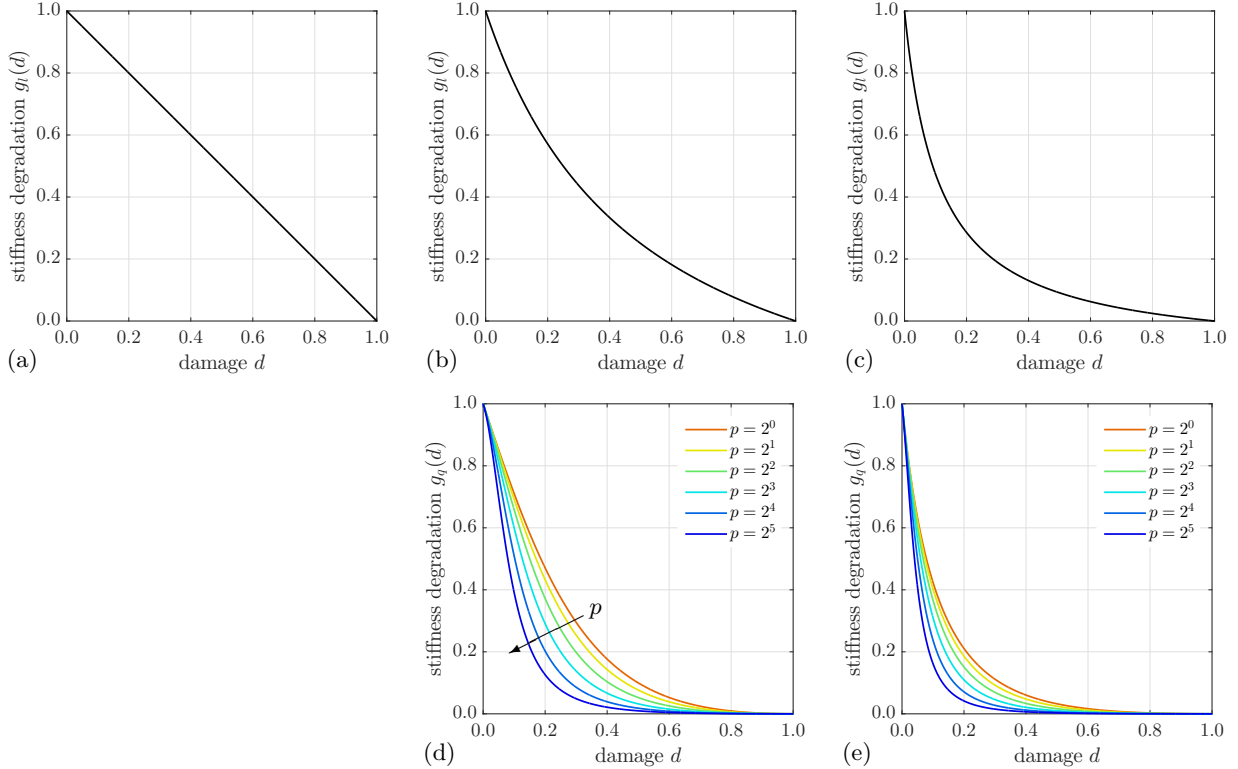 stiffness degradation g_l(d)
1.0
0.8
0.6
0.4
0.2
0.0
0.0 0.2 0.4 0.6 0.8 1.0
damage d
(a)
stiffness degradation g_l(d)
1.0
0.8
0.6
0.4
0.2
0.0
0.0 0.2 0.4 0.6 0.8 1.0
damage d
(b)
stiffness degradation g_l(d)
1.0
0.8
0.6
0.4
0.2
0.0
0.0 0.2 0.4 0.6 0.8 1.0
damage d
(c)
stiffness degradation g_q(d)
1.0
0.8
0.6
0.4
0.2
0.0
p = 2^0
p = 2^1
p = 2^2
p = 2^3
p = 2^4
p = 2^5
p
0.0 0.2 0.4 0.6 0.8 1.0
damage d
(d)
stiffness degradation g_q(d)
1.0
0.8
0.6
0.4
0.2
0.0
p = 2^0
p = 2^1
p = 2^2
p = 2^3
p = 2^4
p = 2^5
0.0 0.2 0.4 0.6 0.8 1.0
damage d
(e)